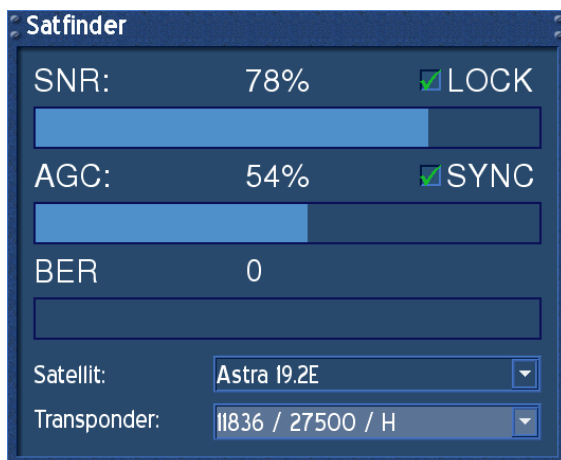 Satfinder
SNR: 78% LOCK
AGC: 54% SYNC
BER 0
Satellit: Astra 19.2E
Transponder: 11836 / 27500 / H